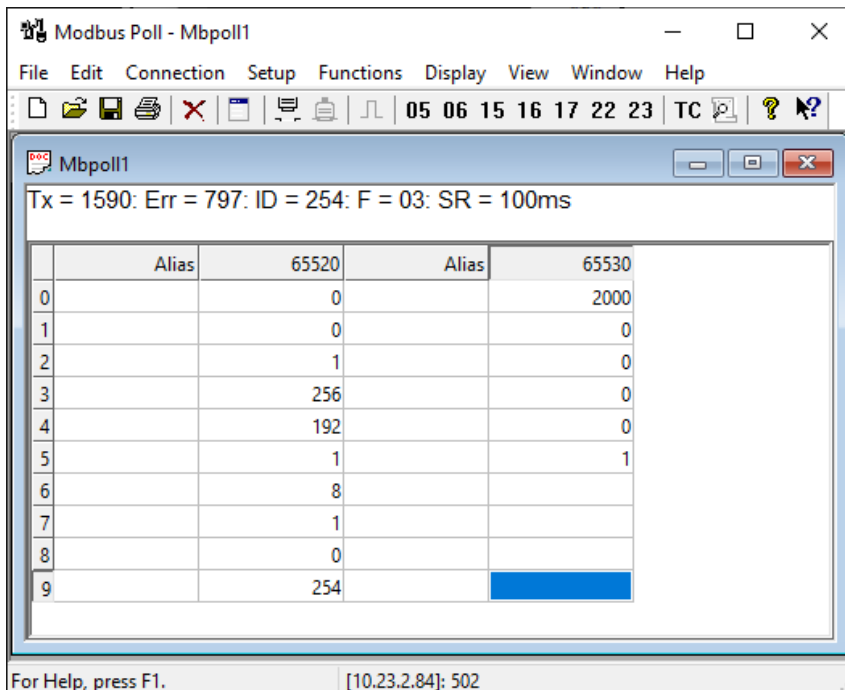 Modbus Poll - Mbpoll1
File Edit Connection Setup Functions Display View Window Help
05 06 15 16 17 22 23 TC
Mbpoll1
Tx = 1590: Err = 797: ID = 254: F = 03: SR = 100ms
Alias 65520 Alias 65530
0 0 2000
1 0 0
2 1 0
3 256 0
4 192 0
5 1 1
6 8
7 1
8 0
9 254
For Help, press F1. [10.23.2.84]: 502